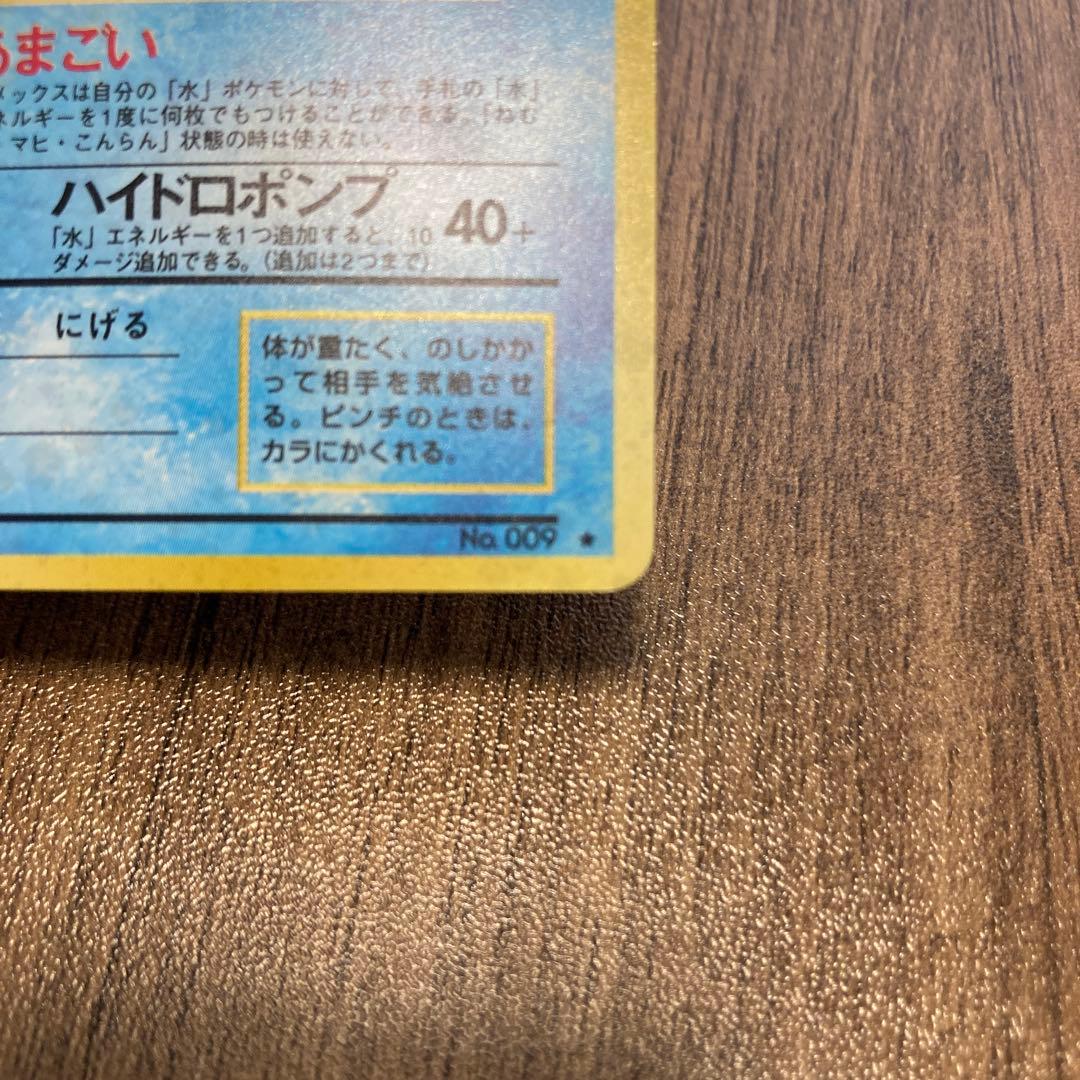 あまごい
メックスは自分の「水」ポケモンに対して、手札の「水」
ネルギーを1度に何枚でもつけることができる。「ねむ
マヒ・こんらん」状態の時は使えない。
ハイドロポンプ
40+
「水」エネルギーを1つ追加すると、10
ダメージ追加できる。(追加は2つまで)
にげる
体が重たく、のしかか
って相手を気絶させ
る。ピンチのときは、
カラにかくれる。
No. 009 ★